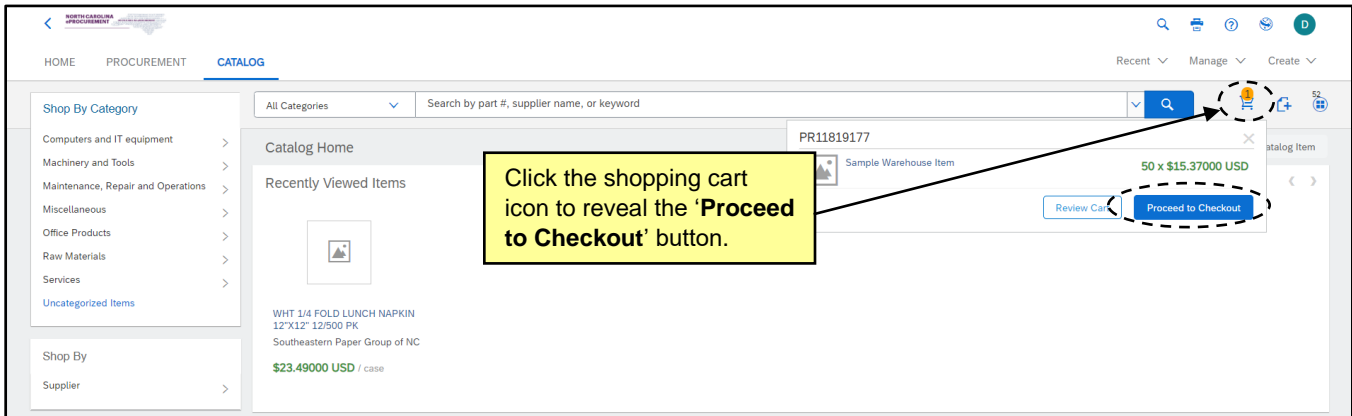 NORTH CAROLINA
ePROCUREMENT
D
HOME PROCUREMENT CATALOG
Recent Manage Create
Shop By Category
All Categories Search by part #, supplier name, or keyword
1
52
Computers and IT equipment
Machinery and Tools
Maintenance, Repair and Operations
Miscellaneous
Office Products
Raw Materials
Services
Uncategorized Items
Shop By
Supplier
Catalog Home
atalog Item
Recently Viewed Items
WHT 1/4 FOLD LUNCH NAPKIN
12"X12" 12/500 PK
Southeastern Paper Group of NC
$23.49000 USD / case
Click the shopping cart
icon to reveal the ‘Proceed
to Checkout’ button.
PR11819177
Sample Warehouse Item
50 x $15.37000 USD
Review Car
Proceed to Checkout